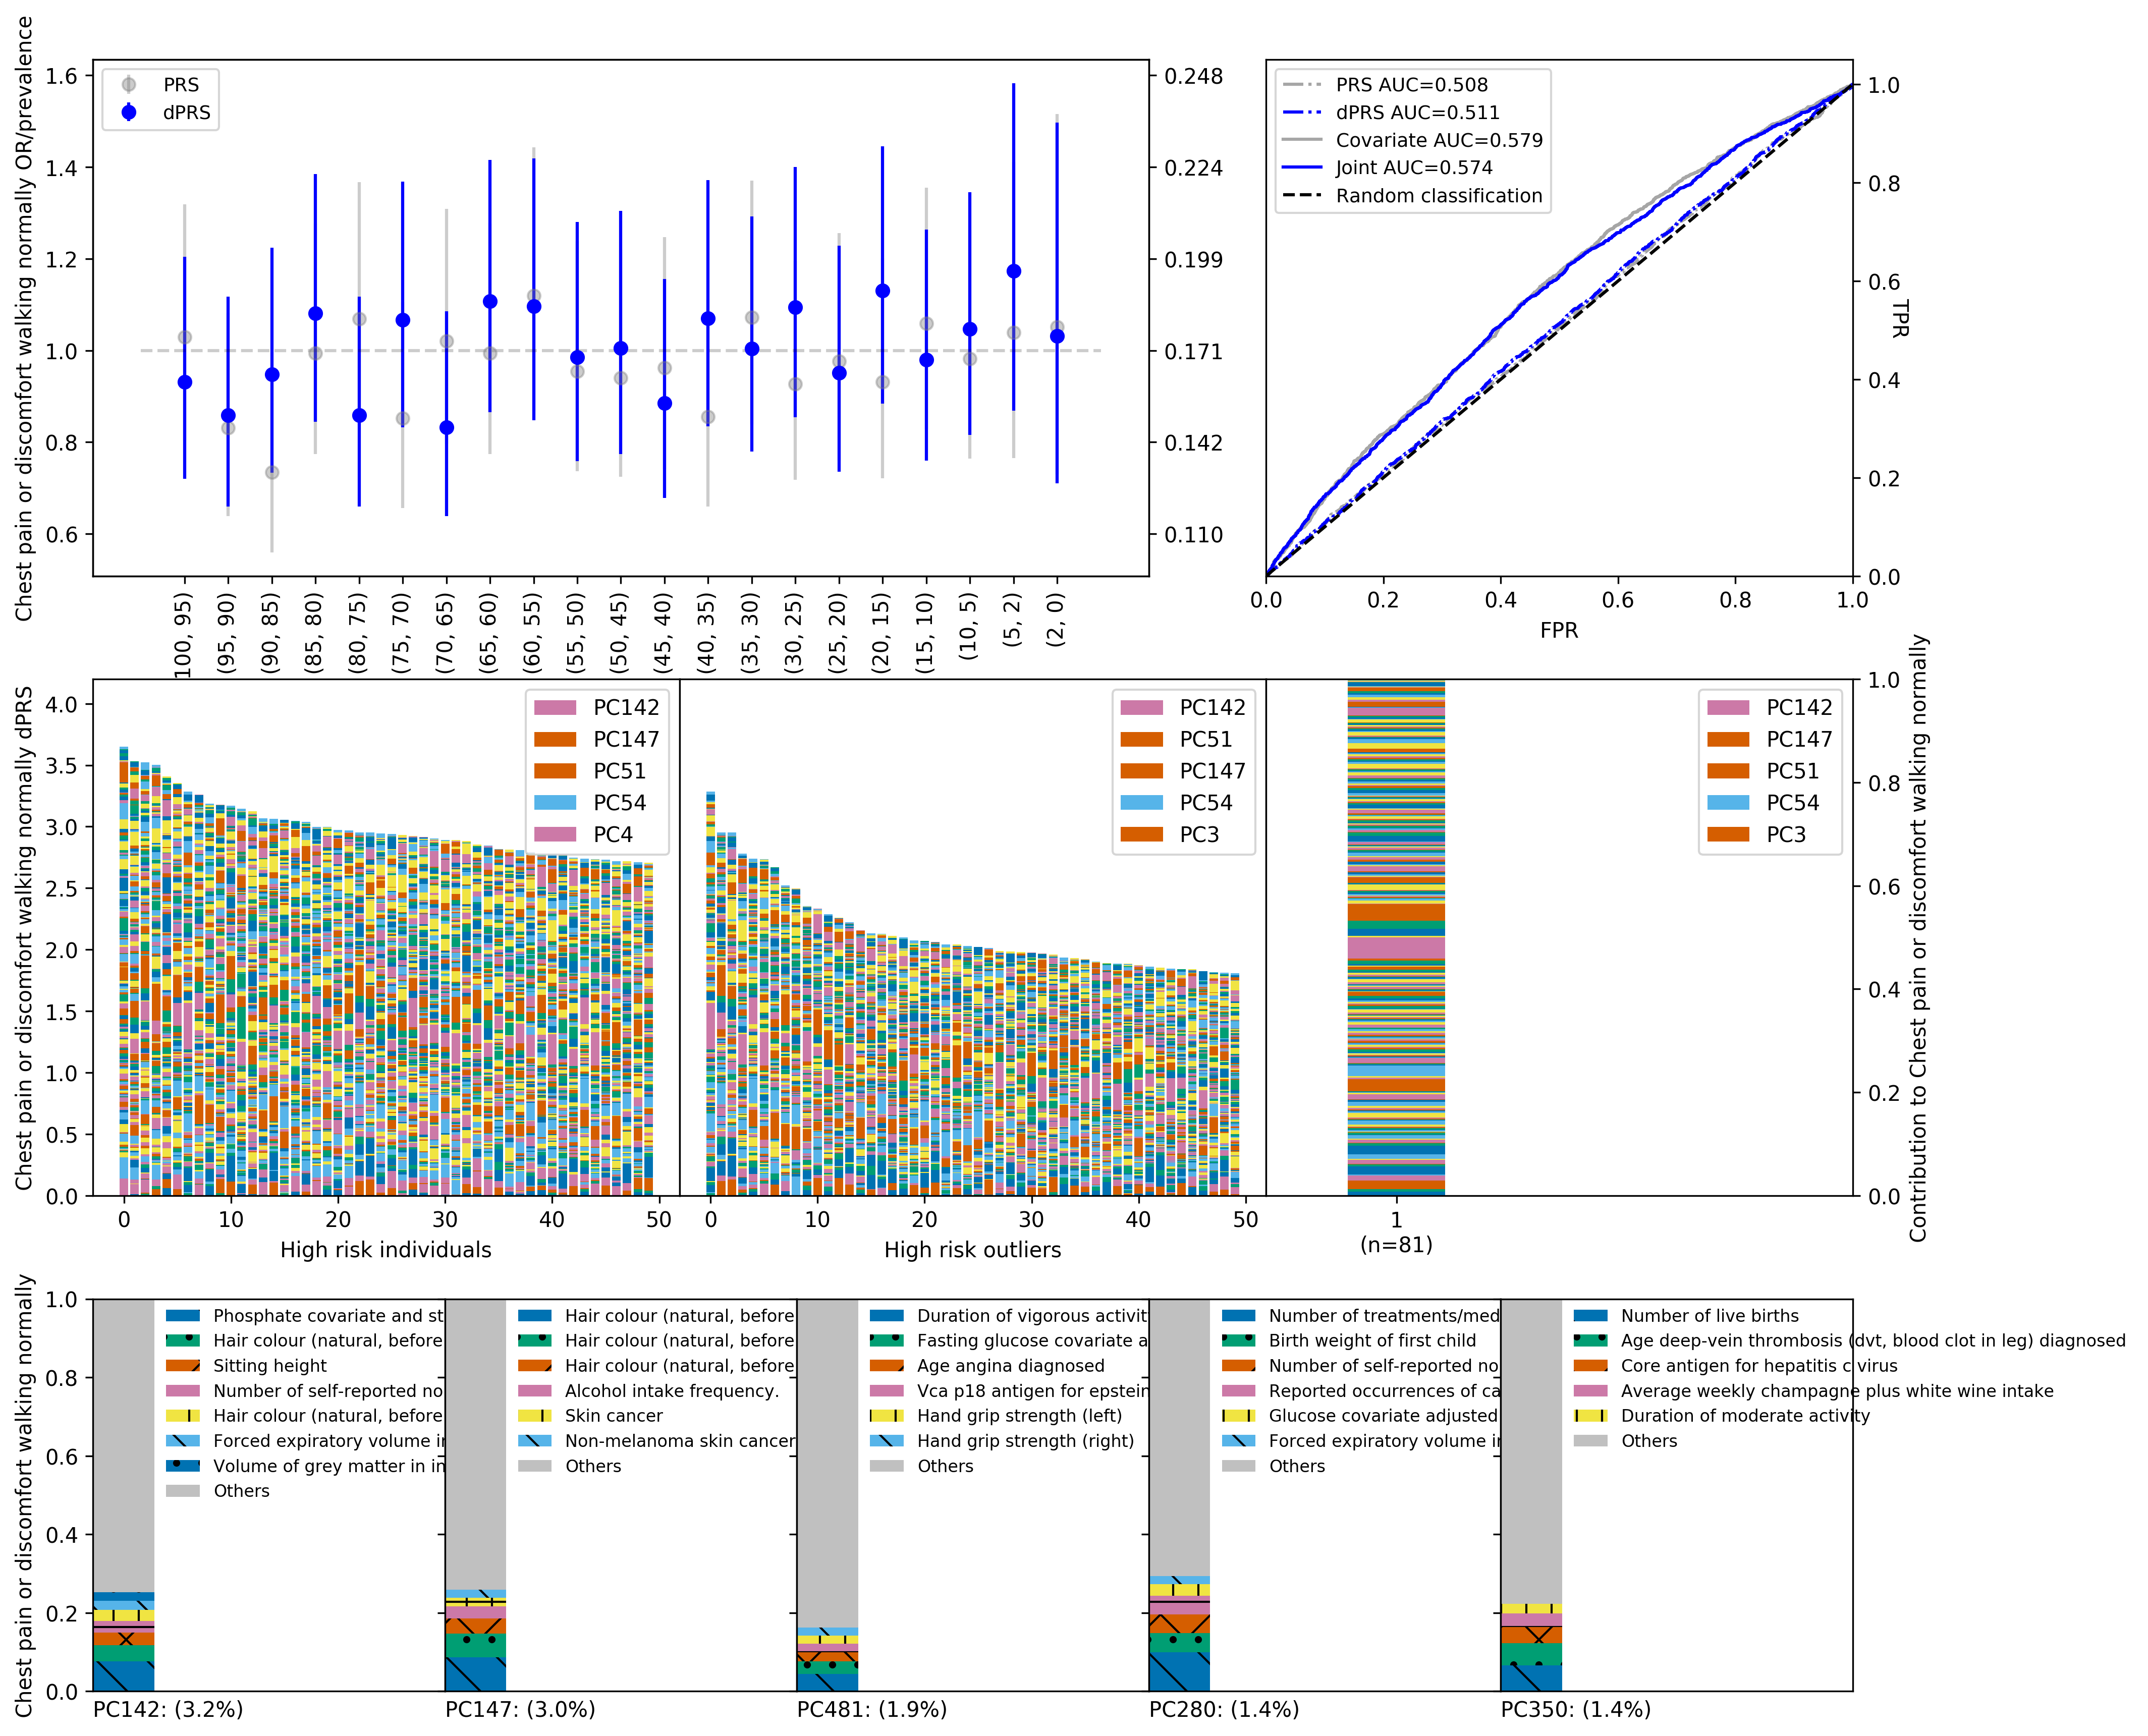 Chest pain or discomfort walking normally OR/prevalence
1.6
1.4
1.2
1.0
0.8
0.6
PRS
dPRS
0.248
0.224
0.199
0.171
0.142
0.110
100, 95)
(95, 90)
(90, 85)
(85, 80)
(80, 75)
(75, 70)
(70, 65)
(65, 60)
(60, 55)
(55, 50)
(50, 45)
(45, 40)
(40, 35)
(35, 30)
(30, 25)
(25, 20)
(20, 15)
(15, 10)
(10, 5)
(5, 2)
(2, 0)
PRS AUC=0.508
dPRS AUC=0.511
Covariate AUC=0.579
Joint AUC=0.574
Random classification
1.0
0.8
0.6
0.4
0.2
0.0
TPR
0.0 0.2 0.4 0.6 0.8 1.0
FPR
Chest pain or discomfort walking normally dPRS
4.0
3.5
3.0
2.5
2.0
1.5
1.0
0.5
0.0
PC142
PC147
PC51
PC54
PC4
0 10 20 30 40 50
High risk individuals
PC142
PC51
PC147
PC54
PC3
0 10 20 30 40 50
High risk outliers
PC142
PC147
PC51
PC54
PC3
1
(n=81)
1.0
0.8
0.6
0.4
0.2
0.0
Contribution to Chest pain or discomfort walking normally
Chest pain or discomfort walking normally
1.0
0.8
0.6
0.4
0.2
0.0
Phosphate covariate and st
Hair colour (natural, before
Sitting height
Number of self-reported no
Hair colour (natural, before
Forced expiratory volume in
Volume of grey matter in in
Others
PC142: (3.2%)
Hair colour (natural, before
Hair colour (natural, before
Hair colour (natural, before
Alcohol intake frequency.
Skin cancer
Non-melanoma skin cancer
Others
PC147: (3.0%)
Duration of vigorous activit
Fasting glucose covariate a
Age angina diagnosed
Vca p18 antigen for epstein
Hand grip strength (left)
Hand grip strength (right)
Others
PC481: (1.9%)
Number of treatments/med
Birth weight of first child
Number of self-reported no
Reported occurrences of ca
Glucose covariate adjusted
Forced expiratory volume in
Others
PC280: (1.4%)
Number of live births
Age deep-vein thrombosis (dvt, blood clot in leg) diagnosed
Core antigen for hepatitis c virus
Average weekly champagne plus white wine intake
Duration of moderate activity
Others
PC350: (1.4%)